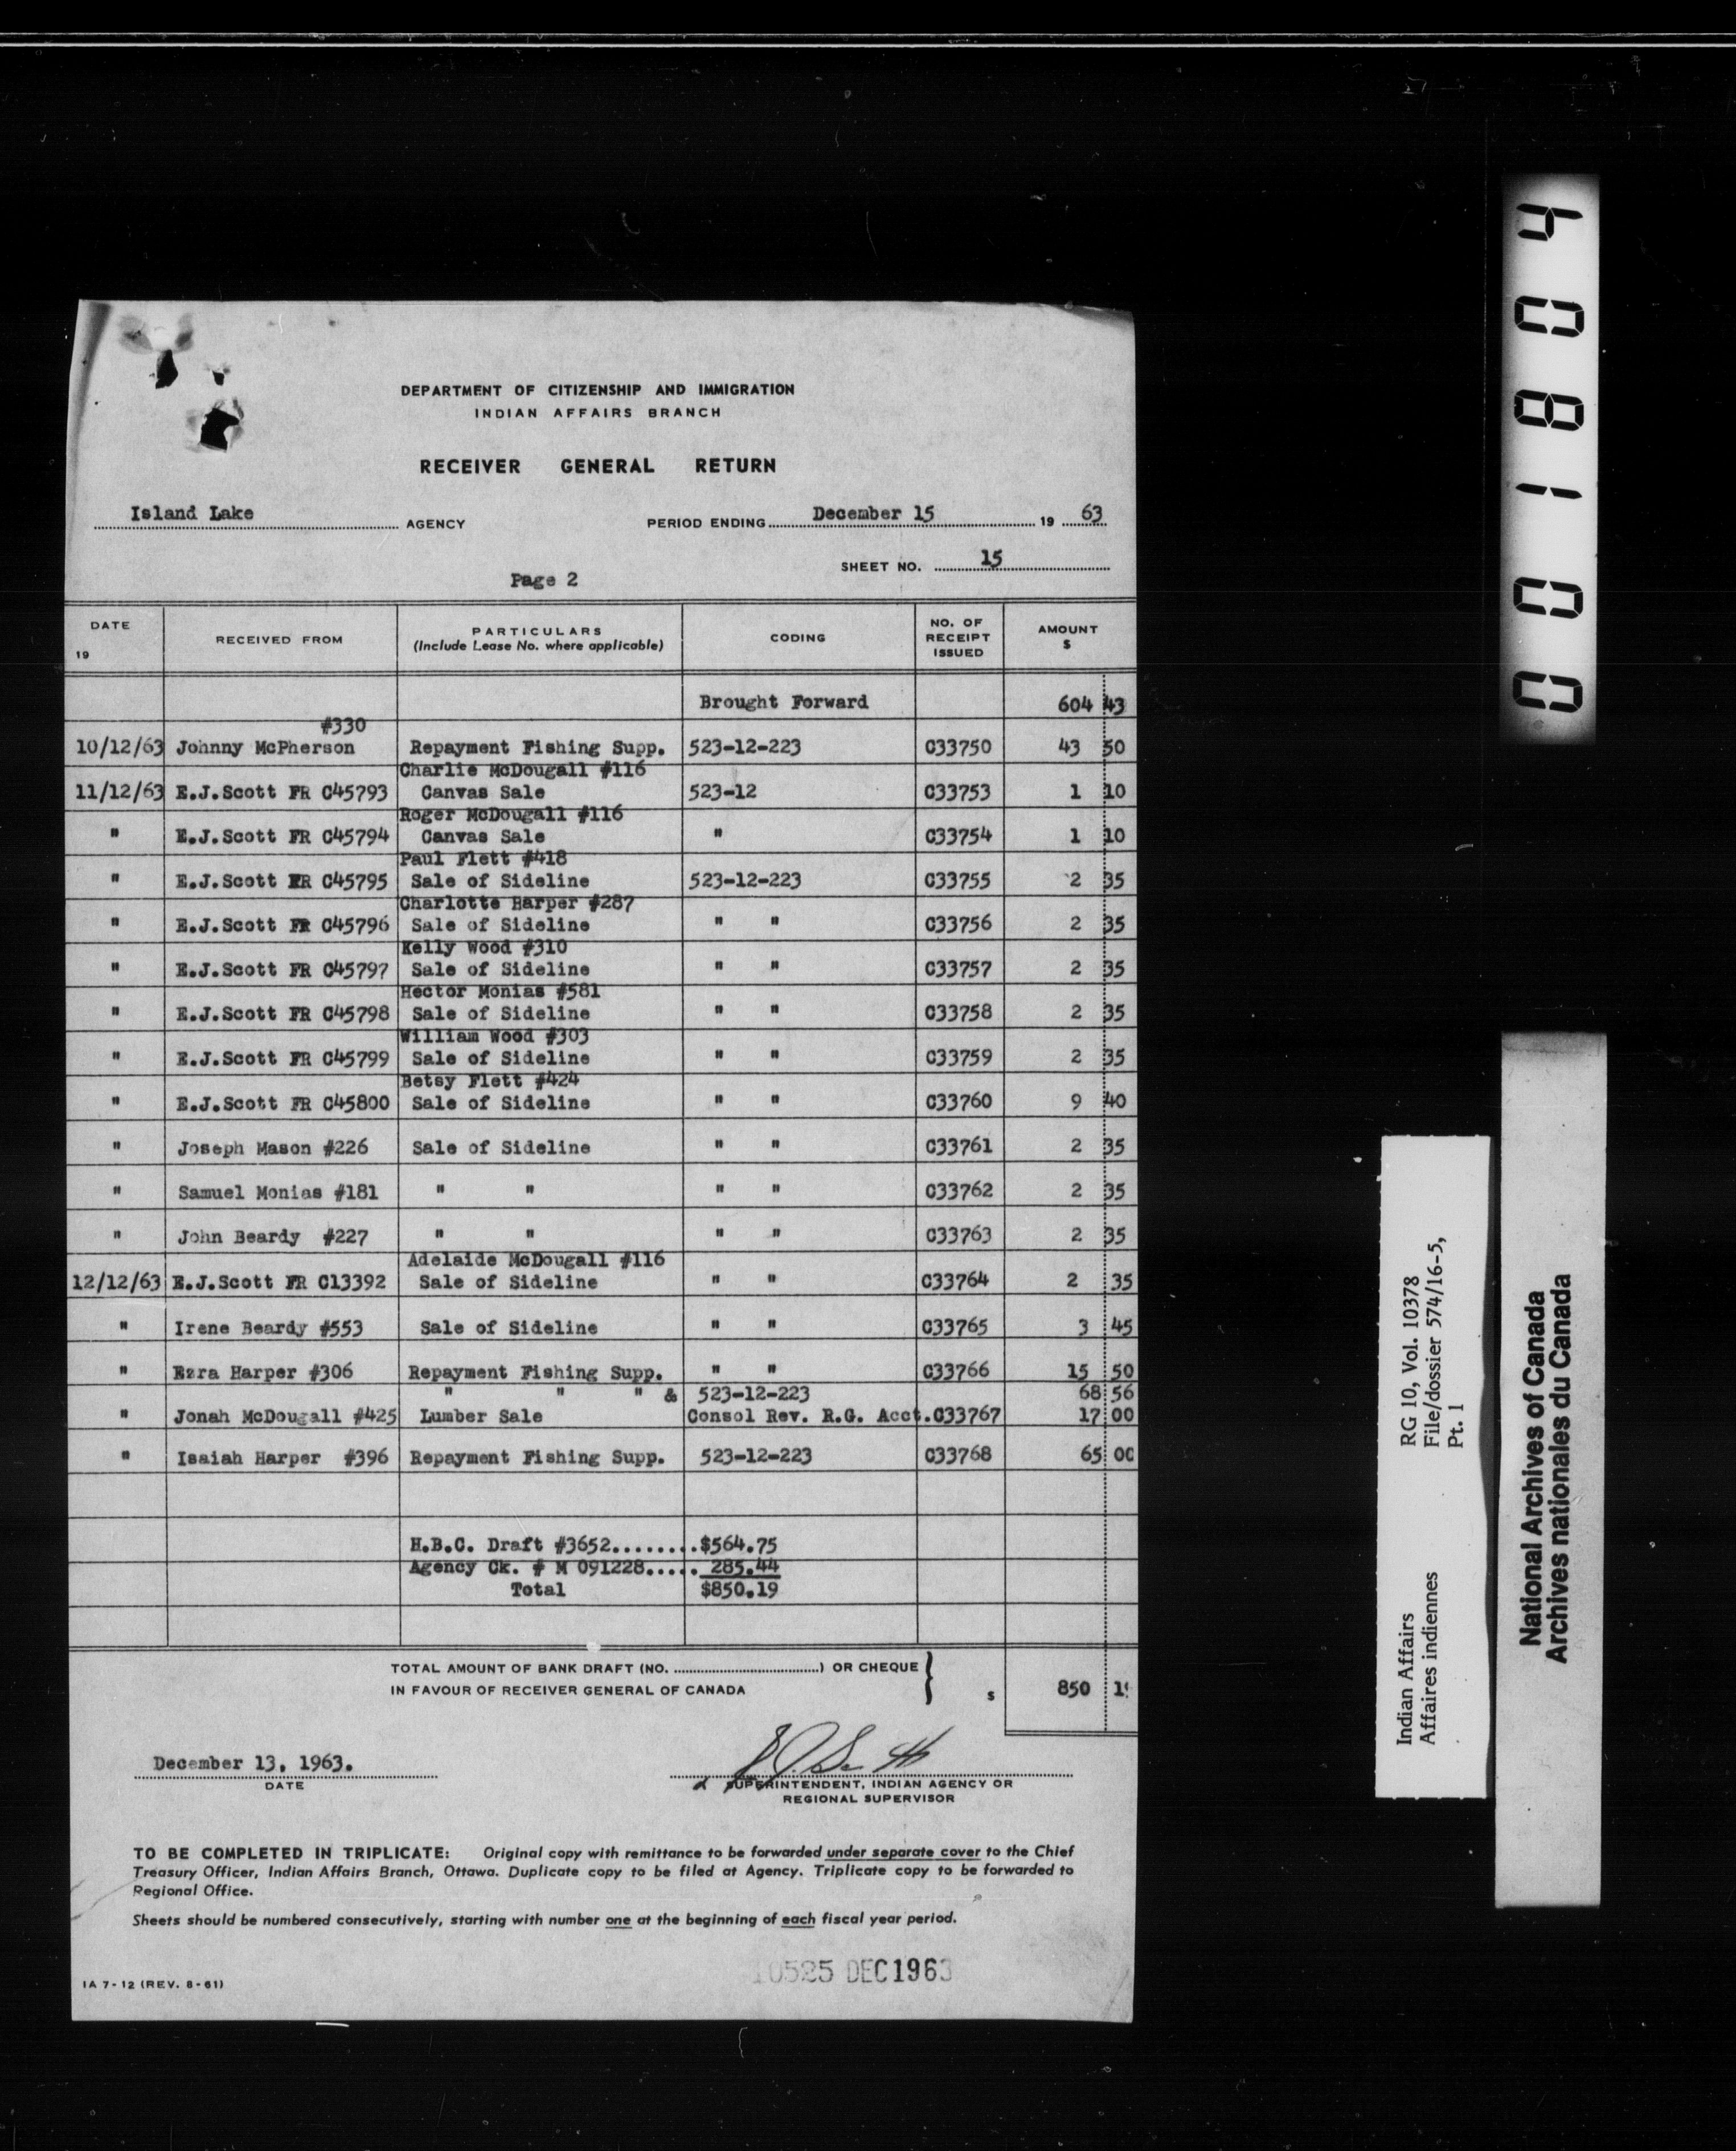 DEPARTMENT OF CITIZENSHIP AND IMMIGRATION
INDIAN AFFAIRS BRANCH
RECEIVER GENERAL RETURN
Island Lake AGENCY PERIOD ENDING December 15 19 63
SHEET NO. 15
Page 2
DATE 19 RECEIVED FROM PARTICULARS (Include Lease No. where applicable) CODING NO. OF RECEIPT ISSUED AMOUNT $
Brought Forward 604 43
#330
10/12/63 Johnny McPherson Repayment Fishing Supp. 523-12-223 C33750 43 50
Charlie McDougall #116
11/12/63 E.J.Scott FR C45793 Canvas Sale 523-12 C33753 1 10
Roger McDougall #116
" E.J.Scott FR C45794 Canvas Sale " C33754 1 10
Paul Flett #418
" E.J.Scott FR C45795 Sale of Sideline 523-12-223 C33755 2 35
Charlotte Harper #287
" E.J.Scott FR C45796 Sale of Sideline " " C33756 2 35
Kelly Wood #310
" E.J.Scott FR C45797 Sale of Sideline " " C33757 2 35
Hector Monias #581
" E.J.Scott FR C45798 Sale of Sideline " " C33758 2 35
William Wood #303
" E.J.Scott FR C45799 Sale of Sideline " " C33759 2 35
Betsy Flett #424
" E.J.Scott FR C45800 Sale of Sideline " " C33760 9 40
" Joseph Mason #226 Sale of Sideline " " C33761 2 35
" Samuel Monias #181 " " " " C33762 2 35
" John Beardy #227 " " " " C33763 2 35
Adelaide McDougall #116
12/12/63 E.J.Scott FR C13392 Sale of Sideline " " C33764 2 35
" Irene Beardy #553 Sale of Sideline " " C33765 3 45
" Ezra Harper #306 Repayment Fishing Supp. " " C33766 15 50
" " " & 523-12-223 68 56
" Jonah McDougall #425 Lumber Sale Consol Rev. R.G. Acct. C33767 17 00
" Isaiah Harper #396 Repayment Fishing Supp. 523-12-223 C33768 65 00
H.B.C. Draft #3652........$564.75
Agency Ck. # M 091228..... 285.44
Total $850.19
TOTAL AMOUNT OF BANK DRAFT (NO. ) OR CHEQUE
IN FAVOUR OF RECEIVER GENERAL OF CANADA $ 850 19
December 13, 1963.
DATE
SUPERINTENDENT, INDIAN AGENCY OR
REGIONAL SUPERVISOR
TO BE COMPLETED IN TRIPLICATE: Original copy with remittance to be forwarded under separate cover to the Chief
Treasury Officer, Indian Affairs Branch, Ottawa. Duplicate copy to be filed at Agency. Triplicate copy to be forwarded to
Regional Office.
Sheets should be numbered consecutively, starting with number one at the beginning of each fiscal year period.
IA 7-12 (REV. 8-61)
10525 DEC1963
001804
Indian Affairs RG 10, Vol. 10378
Affaires indiennes File/dossier 574/16-5,
Pt. 1
National Archives of Canada
Archives nationales du Canada